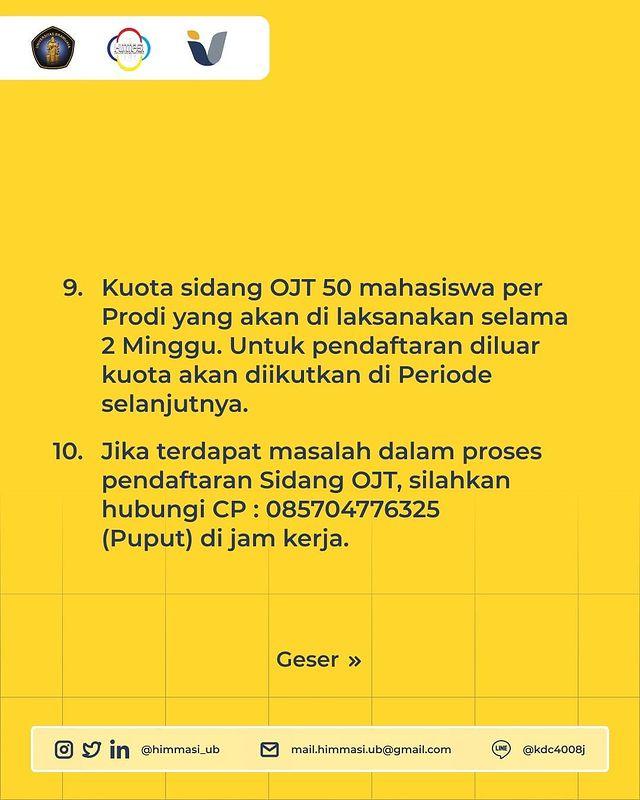 UNIVERSITAS BRAWIJAYA
9. Kuota sidang OJT 50 mahasiswa per
Prodi yang akan di laksanakan selama
2 Minggu. Untuk pendaftaran diluar
kuota akan diikutkan di Periode
selanjutnya.
10. Jika terdapat masalah dalam proses
pendaftaran Sidang OJT, silahkan
hubungi CP : 085704776325
(Puput) di jam kerja.
Geser »
@himmasi_ub
mail.himmasi.ub@gmail.com
LINE
@kdc4008j